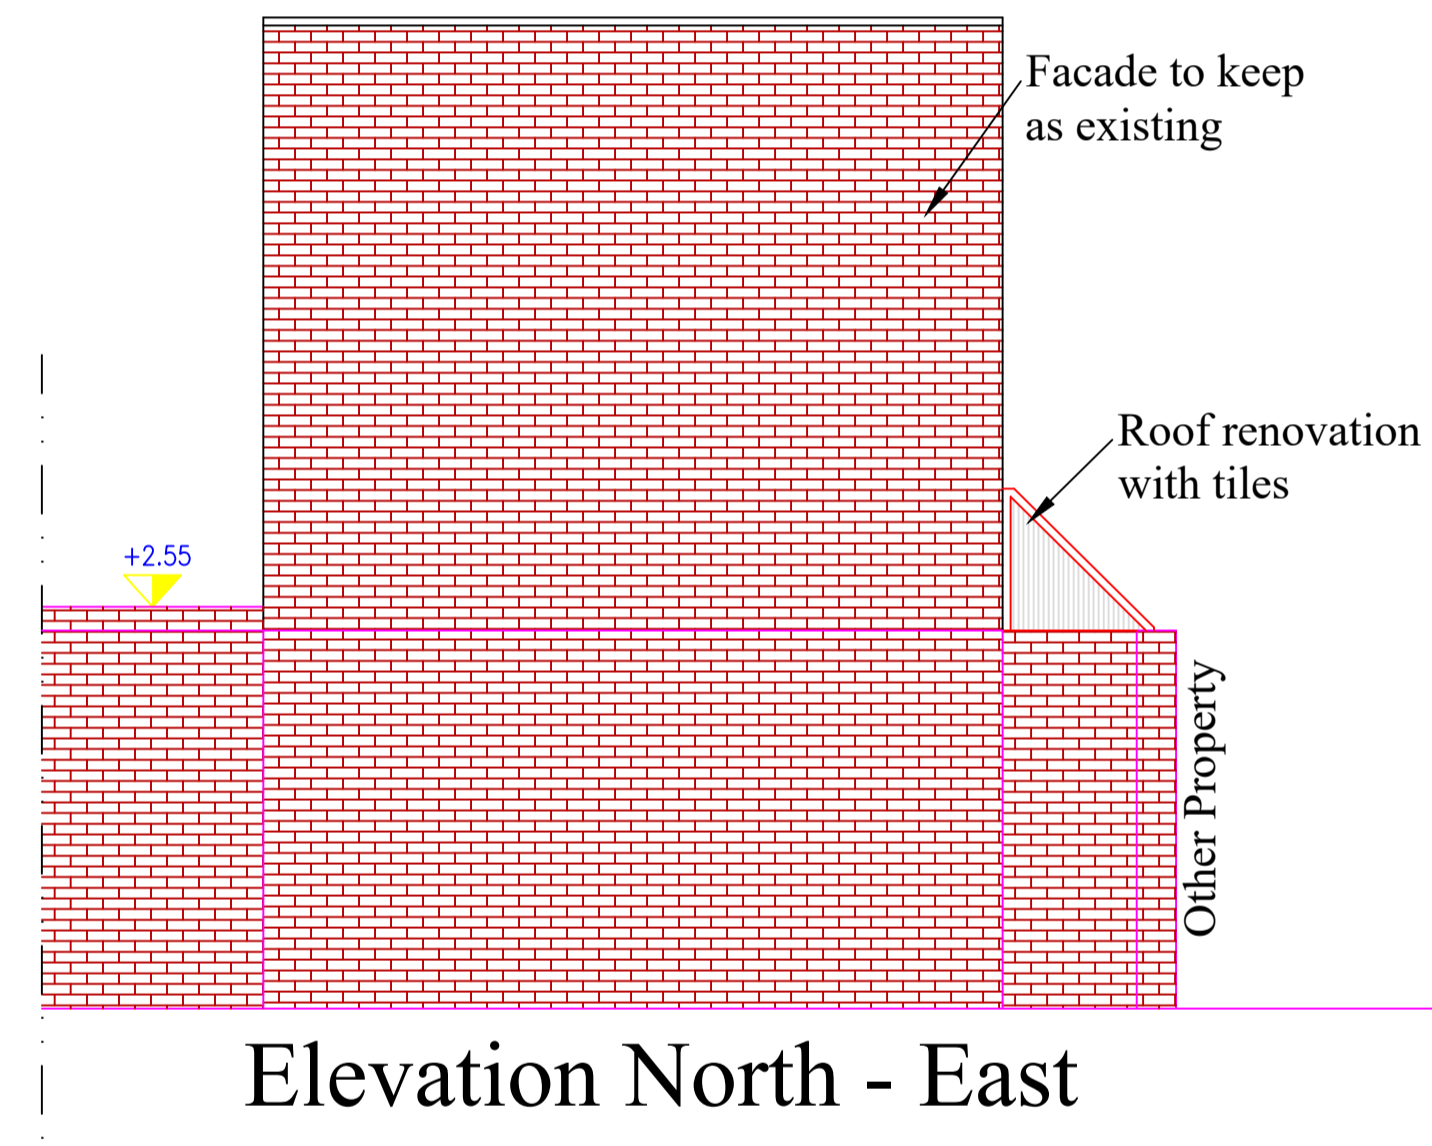 Facade to keep
as existing
Roof renovation
with tiles
+2.55
Other Property
Elevation North - East